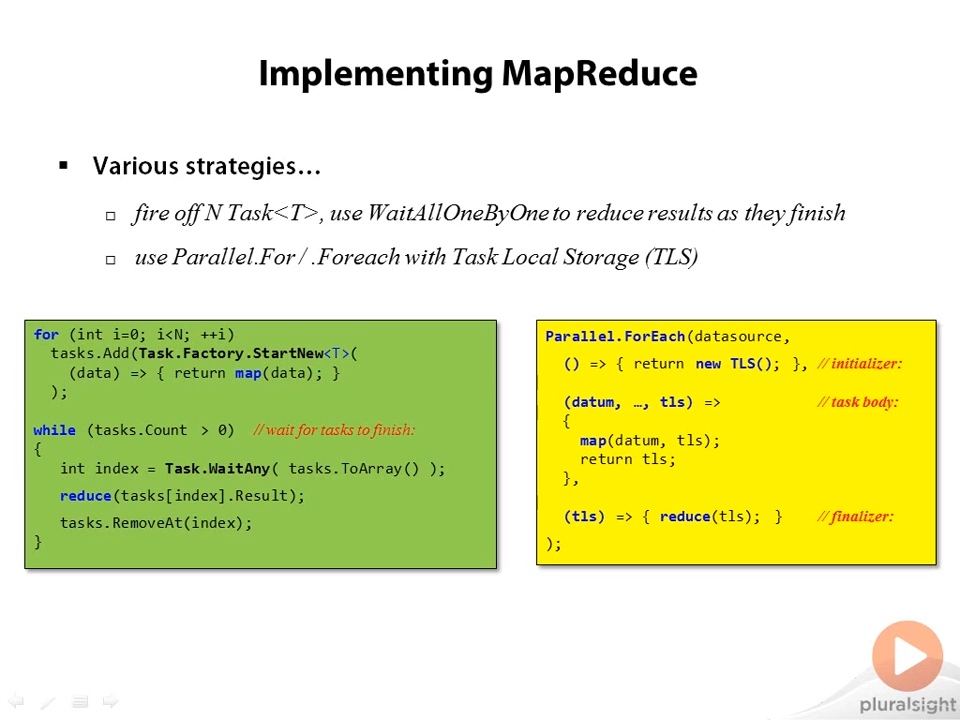 Implementing MapReduce
▪ Various strategies…
□ fire off N Task<T>, use WaitAllOneByOne to reduce results as they finish
□ use Parallel.For / .Foreach with Task Local Storage (TLS)
for (int i=0; i<N; ++i)
tasks.Add(Task.Factory.StartNew<T>(
(data) => { return map(data); }
);
while (tasks.Count > 0) // wait for tasks to finish:
{
int index = Task.WaitAny( tasks.ToArray() );
reduce(tasks[index].Result);
tasks.RemoveAt(index);
}
Parallel.ForEach(datasource,
() => { return new TLS(); }, // initializer:
(datum, …, tls) => // task body:
{
map(datum, tls);
return tls;
},
(tls) => { reduce(tls); } // finalizer:
);
pluralsight